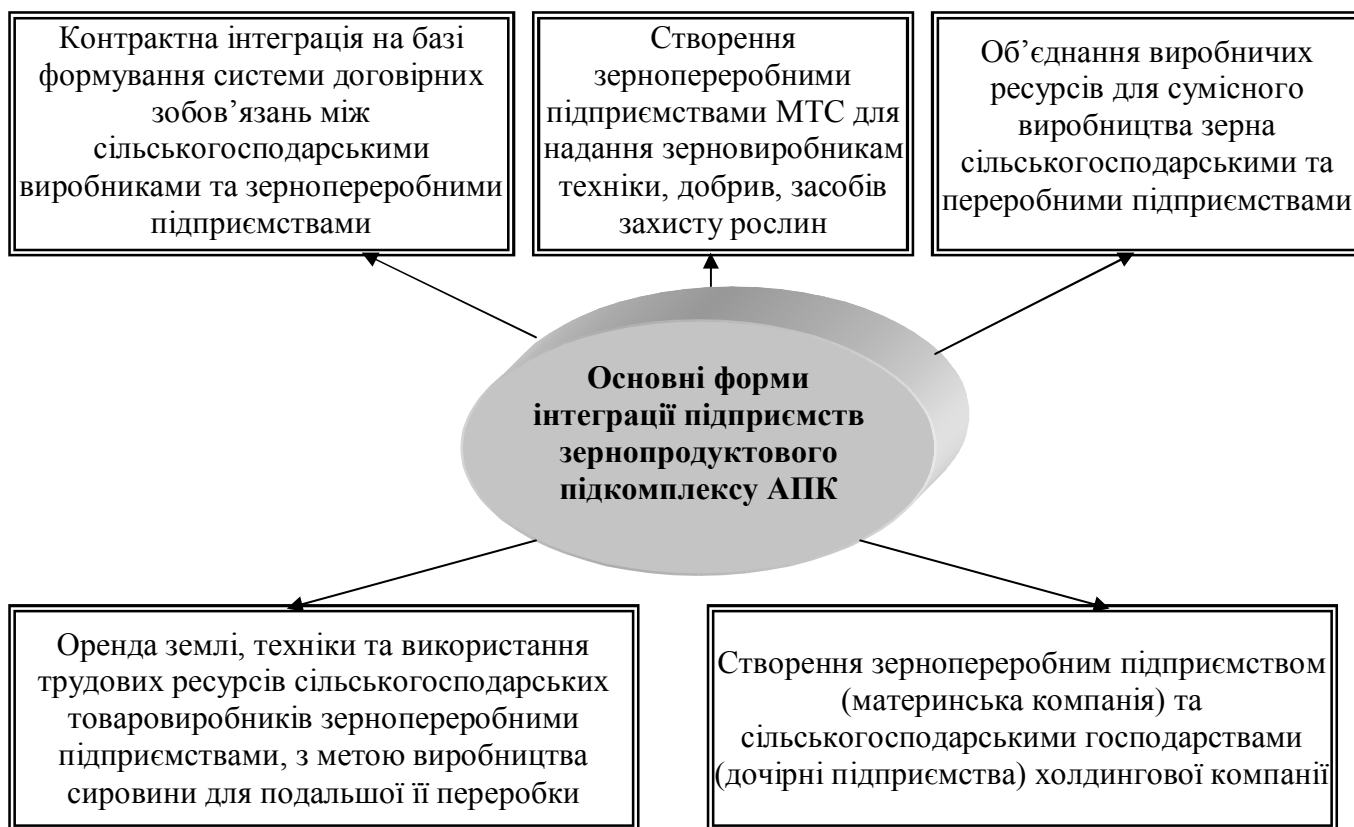 Контрактна інтеграція на базі
формування системи договірних
зобов’язань між
сільськогосподарськими
виробниками та зернопереробними
підприємствами
Створення
зернопереробними
підприємствами МТС для
надання зерновиробникам
техніки, добрив, засобів
захисту рослин
Об’єднання виробничих
ресурсів для сумісного
виробництва зерна
сільськогосподарськими та
переробними підприємствами
Основні форми
інтеграції підприємств
зернопродуктового
підкомплексу АПК
Оренда землі, техніки та використання
трудових ресурсів сільськогосподарських
товаровиробників зернопереробними
підприємствами, з метою виробництва
сировини для подальшої її переробки
Створення зернопереробним підприємством
(материнська компанія) та
сільськогосподарськими господарствами
(дочірні підприємства) холдингової компанії